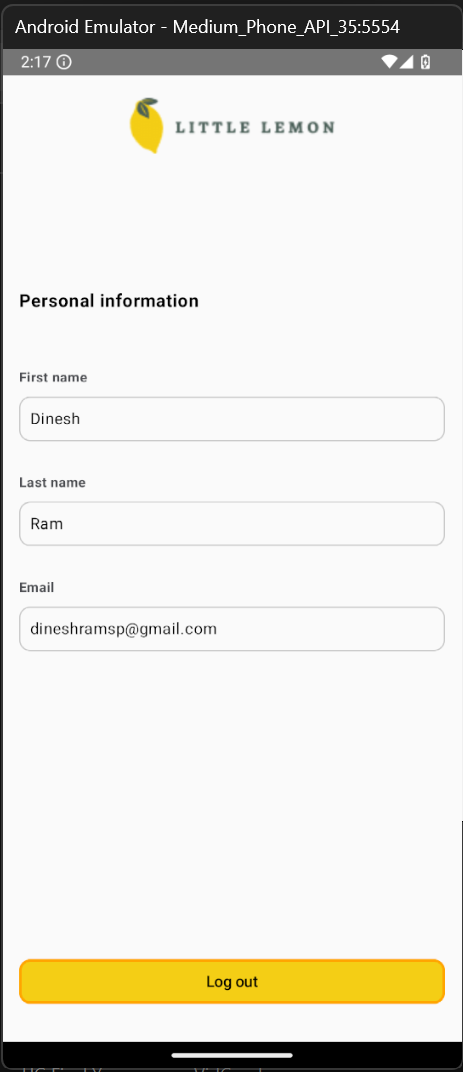 Android Emulator - Medium_Phone_API_35:5554
2:17
LITTLE LEMON
Personal information
First name
Dinesh
Last name
Ram
Email
dineshramsp@gmail.com
Log out